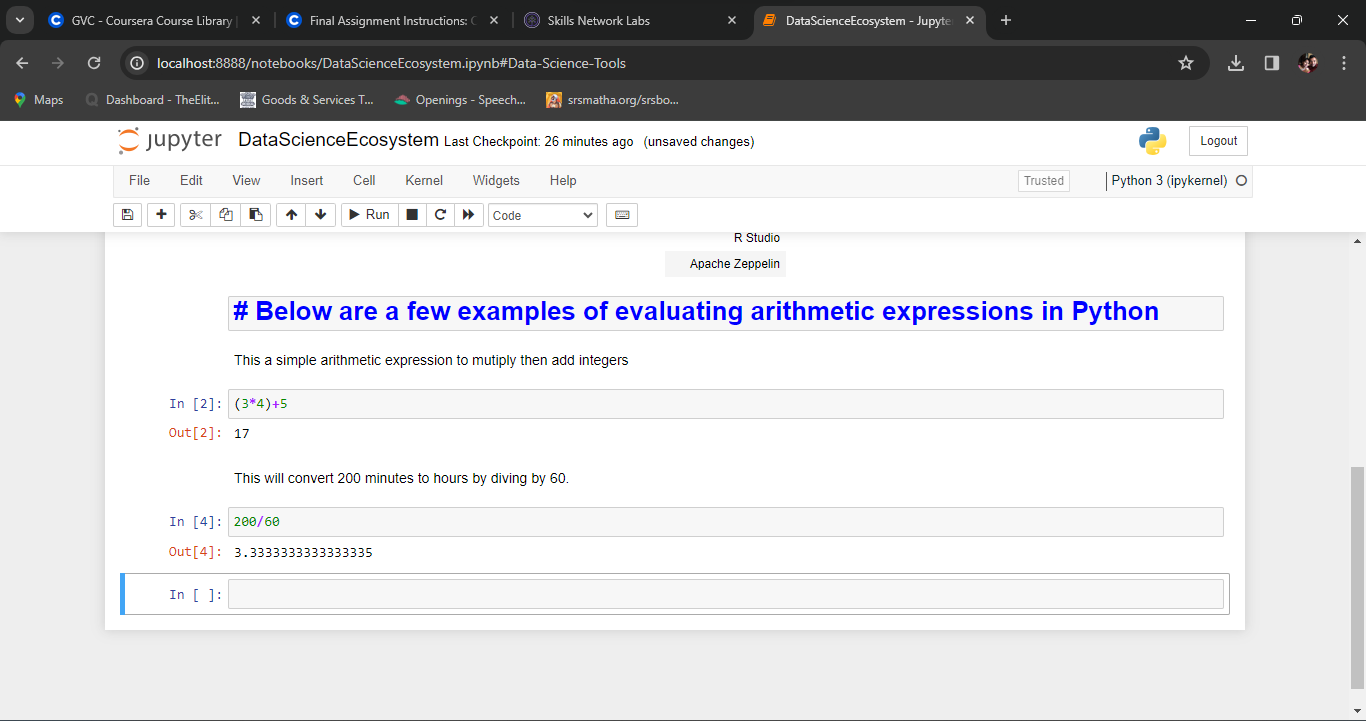 GVC - Coursera Course Library
Final Assignment Instructions: C
Skills Network Labs
DataScienceEcosystem - Jupyte
localhost:8888/notebooks/DataScienceEcosystem.ipynb#Data-Science-Tools
Maps
Dashboard - TheElit...
Goods & Services T...
Openings - Speech...
srsmatha.org/srsbo...
jupyter DataScienceEcosystem Last Checkpoint: 26 minutes ago (unsaved changes)
Logout
File Edit View Insert Cell Kernel Widgets Help
Trusted
Python 3 (ipykernel)
Run
Code
R Studio
Apache Zeppelin
# Below are a few examples of evaluating arithmetic expressions in Python
This a simple arithmetic expression to mutiply then add integers
In [2]: (3*4)+5
Out[2]: 17
This will convert 200 minutes to hours by diving by 60.
In [4]: 200/60
Out[4]: 3.3333333333333335
In [ ]: